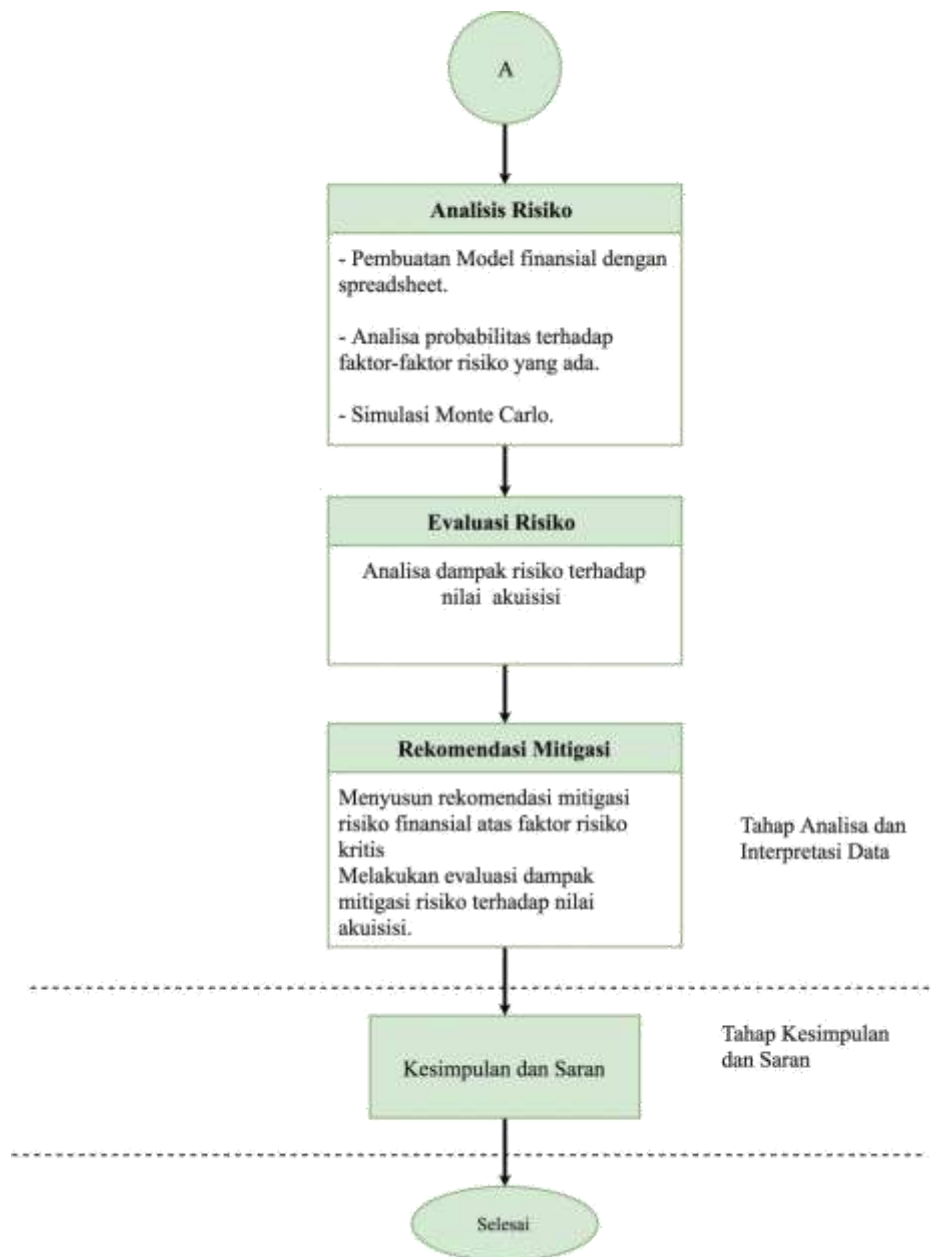 A
Analisis Risiko
- Pembuatan Model finansial dengan
spreadsheet.
- Analisa probabilitas terhadap
faktor-faktor risiko yang ada.
- Simulasi Monte Carlo.
Evaluasi Risiko
Analisa dampak risiko terhadap
nilai akuisisi
Rekomendasi Mitigasi
Menyusun rekomendasi mitigasi
risiko finansial atas faktor risiko
kritis
Melakukan evaluasi dampak
mitigasi risiko terhadap nilai
akuisisi.
Tahap Analisa dan
Interpretasi Data
Kesimpulan dan Saran
Tahap Kesimpulan
dan Saran
Selesai